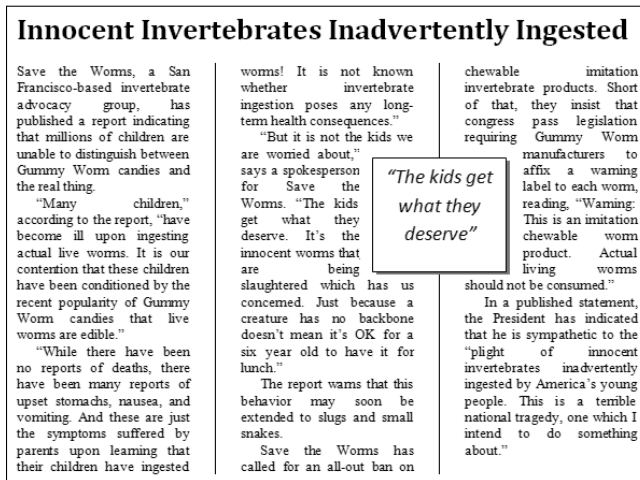 Innocent Invertebrates Inadvertently Ingested
Save the Worms, a San
Francisco-based invertebrate
advocacy group, has
published a report indicating
that millions of children are
unable to distinguish between
Gummy Worm candies and
the real thing.
“Many children,”
according to the report, “have
become ill upon ingesting
actual live worms. It is our
contention that these children
have been conditioned by the
recent popularity of Gummy
Worm candies that live
worms are edible.”
“While there have been
no reports of deaths, there
have been many reports of
upset stomachs, nausea, and
vomiting. And these are just
the symptoms suffered by
parents upon learning that
their children have ingested
worms! It is not known
whether invertebrate
ingestion poses any long-
term health consequences.”
“But it is not the kids we
are worried about,”
says a spokesperson
for Save the
Worms. “The kids
get what they
deserve. It’s the
innocent worms that
are being
slaughtered which has us
concerned. Just because a
creature has no backbone
doesn’t mean it’s OK for a
six year old to have it for
lunch.”
The report warns that this
behavior may soon be
extended to slugs and small
snakes.
Save the Worms has
called for an all-out ban on
“The kids get
what they
deserve”
chewable imitation
invertebrate products. Short
of that, they insist that
congress pass legislation
requiring Gummy Worm
manufacturers to
affix a warning
label to each worm,
reading, “Warning:
This is an imitation
chewable worm
product. Actual
living worms
should not be consumed.”
In a published statement,
the President has indicated
that he is sympathetic to the
“plight of innocent
invertebrates inadvertently
ingested by America’s young
people. This is a terrible
national tragedy, one which I
intend to do something
about.”